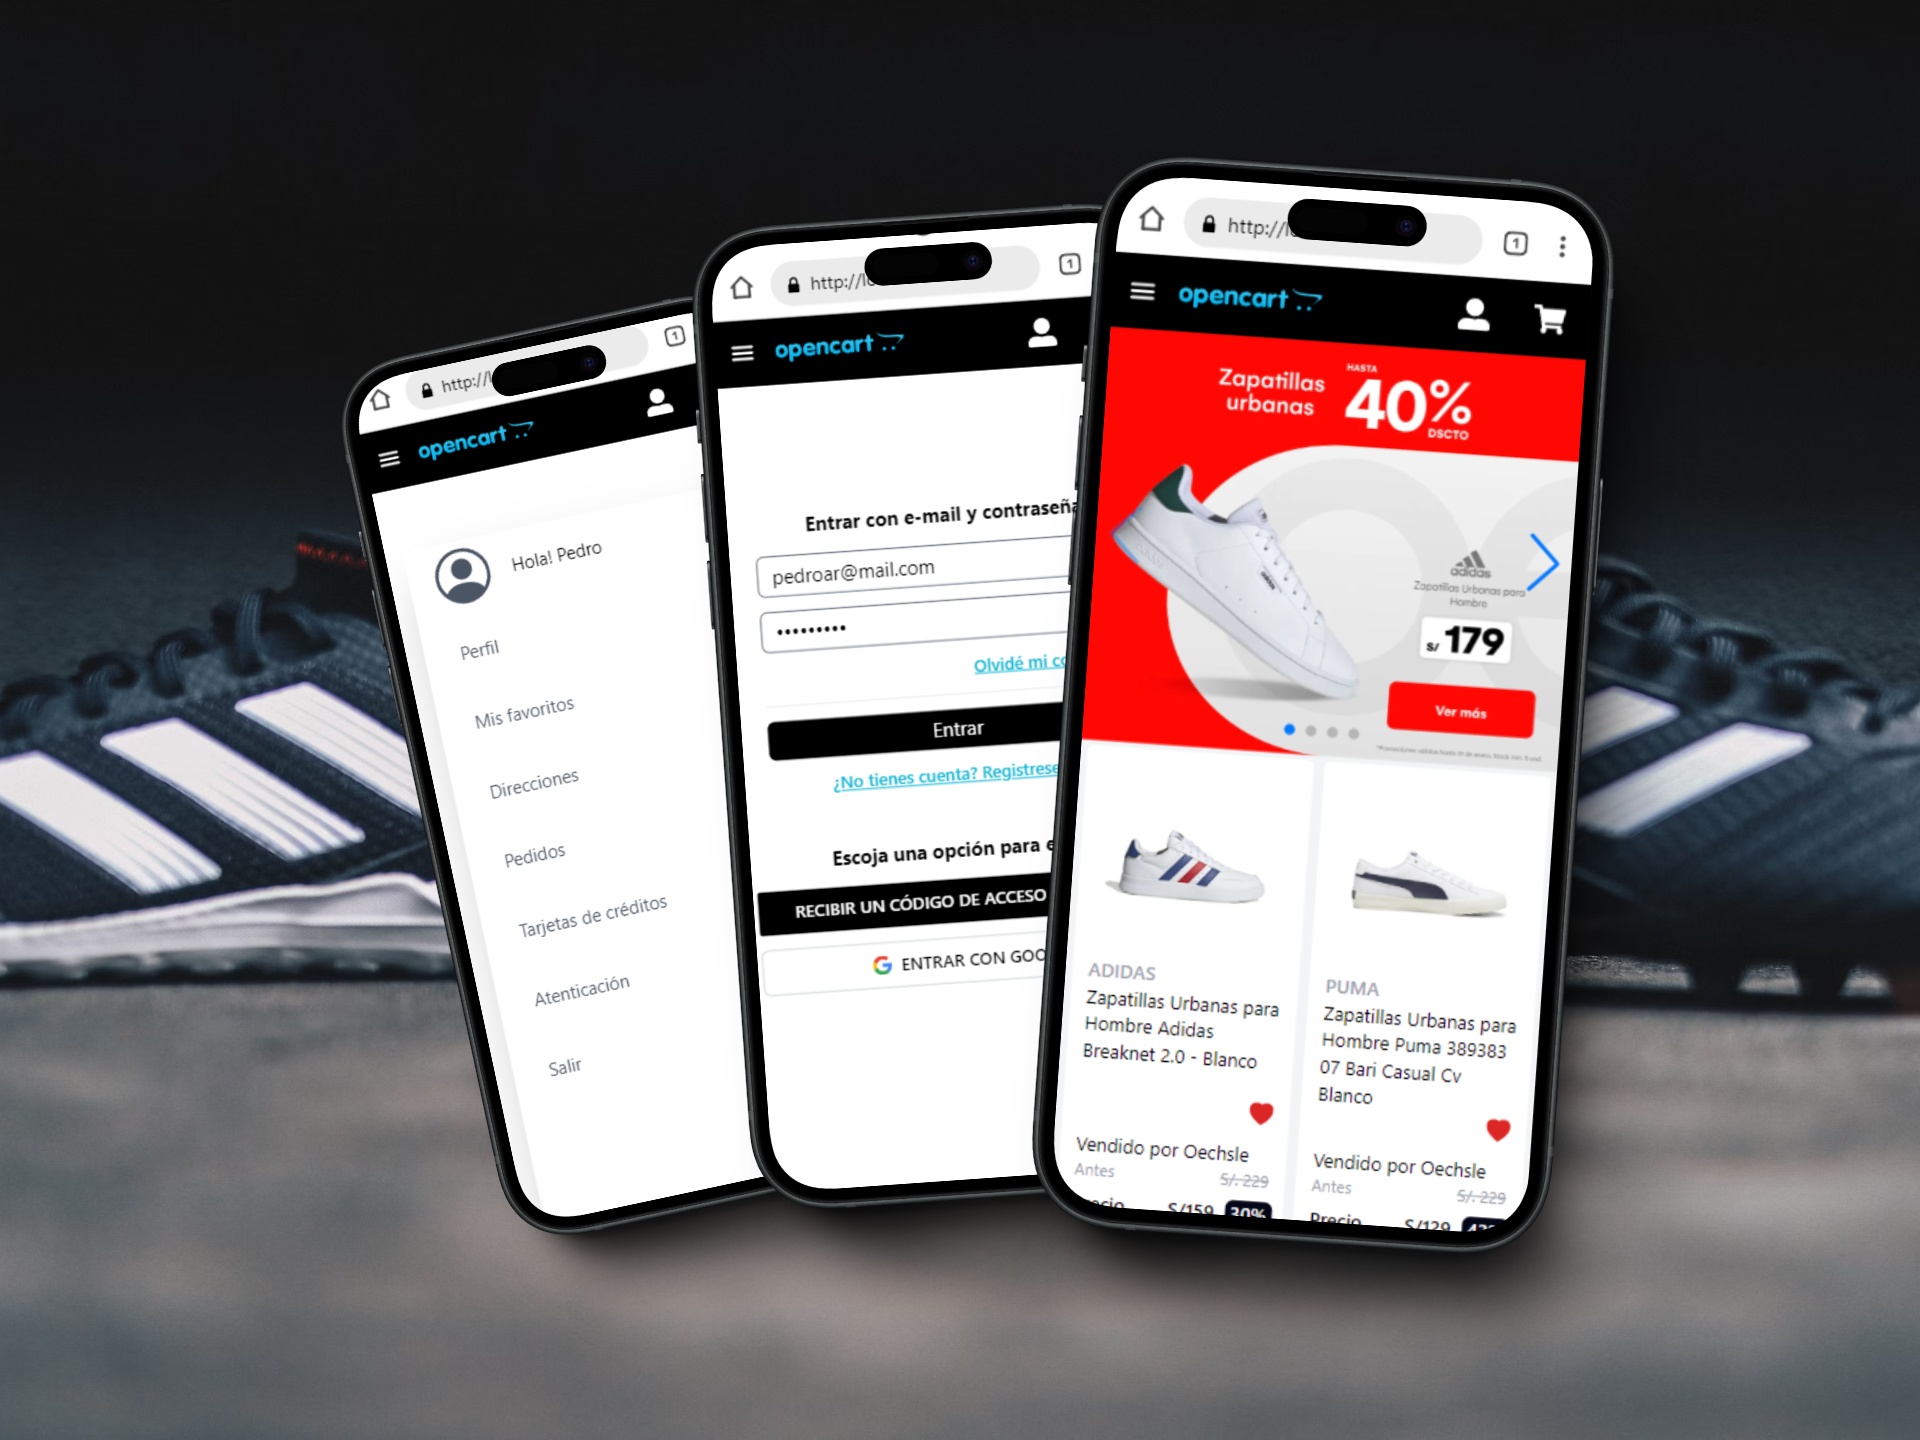 http://l
1
opencart
Hola! Pedro
Perfil
Mis favoritos
Direcciones
Pedidos
Tarjetas de créditos
Atenticación
Salir
http://lo
1
opencart
Entrar con e-mail y contraseña
pedroar@mail.com
•••••••••
Olvidé mi co
Entrar
¿No tienes cuenta? Registrese
Escoja una opción para e
RECIBIR UN CÓDIGO DE ACCESO
ENTRAR CON GOO
http://lo
1
opencart
Zapatillas
urbanas
HASTA
40%
DSCTO
adidas
Zapatillas Urbanas para
Hombre
S/ 179
Ver más
ADIDAS
Zapatillas Urbanas para
Hombre Adidas
Breaknet 2.0 - Blanco
Vendido por Oechsle
Antes S/. 229
Precio S/159 30%
PUMA
Zapatillas Urbanas para
Hombre Puma 389383
07 Bari Casual Cv
Blanco
Vendido por Oechsle
Antes S/. 229
Precio S/129